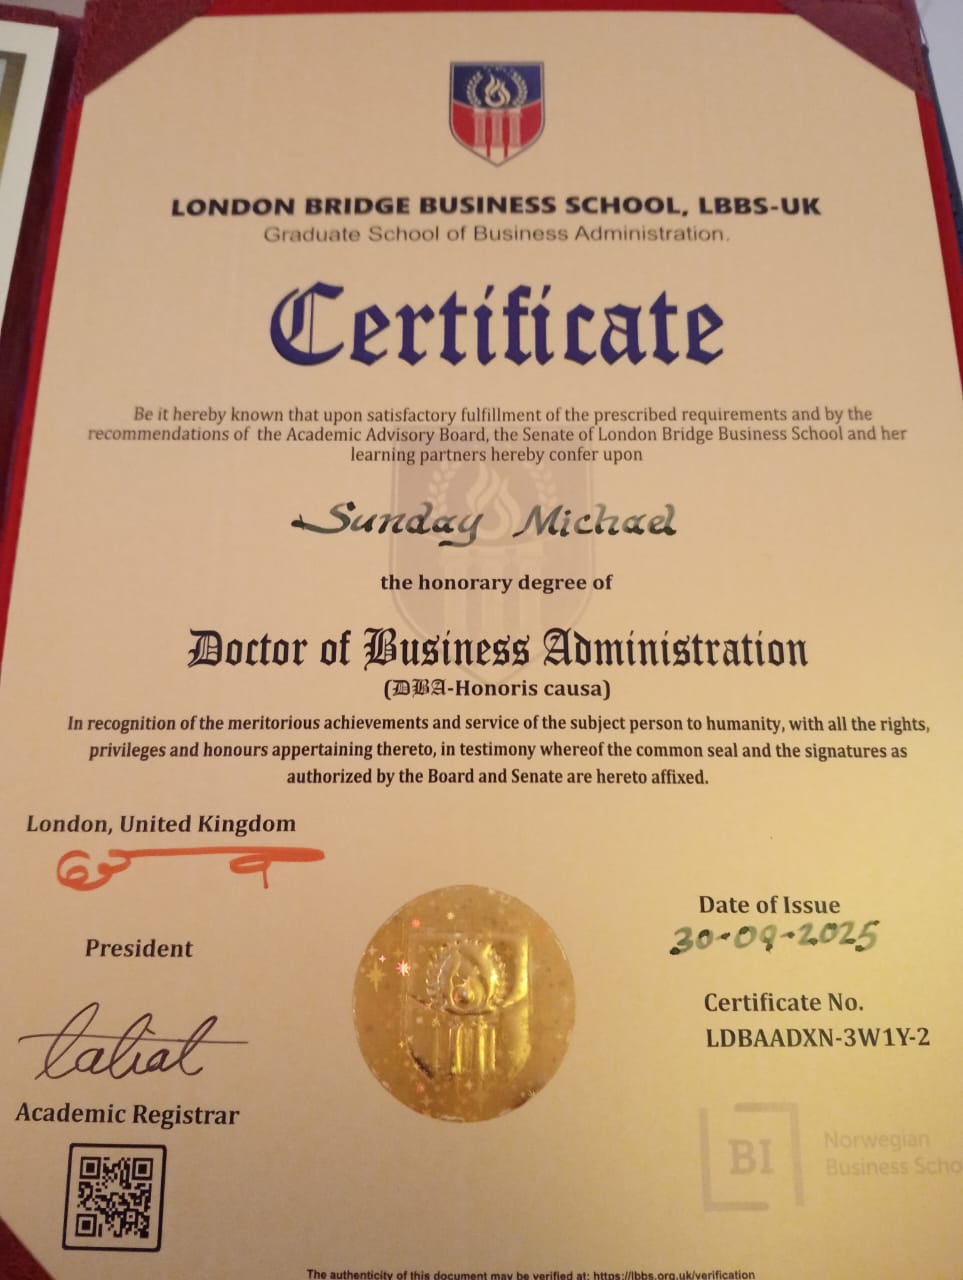 LONDON BRIDGE BUSINESS SCHOOL, LBBS-UK
Graduate School of Business Administration.
Certificate
Be it hereby known that upon satisfactory fulfillment of the prescribed requirements and by the
recommendations of the Academic Advisory Board, the Senate of London Bridge Business School and her
learning partners hereby confer upon
Sunday Michael
the honorary degree of
Doctor of Business Administration
(DBA-Honoris causa)
In recognition of the meritorious achievements and service of the subject person to humanity, with all the rights,
privileges and honours appertaining thereto, in testimony whereof the common seal and the signatures as
authorized by the Board and Senate are hereto affixed.
London, United Kingdom
President
Date of Issue
30-09-2025
Certificate No.
LDBAADXN-3W1Y-2
Academic Registrar
BI
Norwegian
Business Scho
The authenticity of this document may be verified at: https://lbbs.org.uk/verification